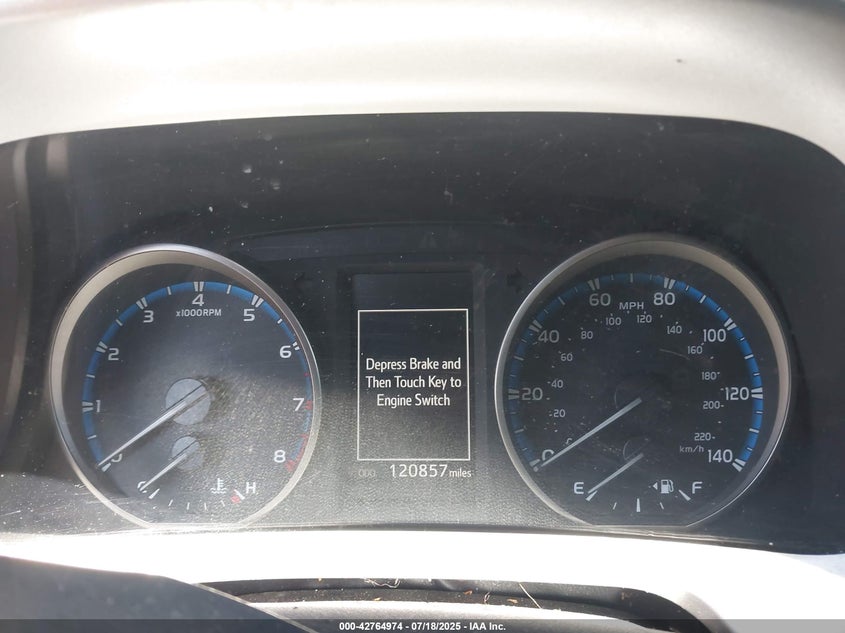 x1000RPM
0
1
2
3
4
5
6
7
8
H
Depress Brake and
Then Touch Key to
Engine Switch
ODO 120857 miles
MPH
0
20
40
60
80
100
120
140
20
40
60
80
100
120
140
160
180
200
220
km/h
E
F
000-42764974 / 07/18/2025 - IAA Inc.